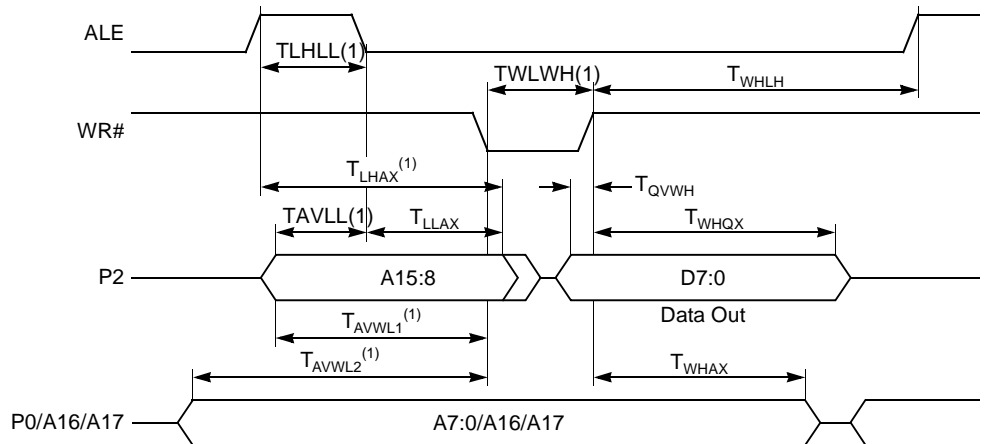 ALE
TLHLL(1)
TWLWH(1)
TWHLH
WR#
TLHAX(1)
TQVWH
TAVLL(1)
TLLAX
TWHQX
P2
A15:8
D7:0
Data Out
TAVWL1(1)
TAVWL2(1)
TWHAX
P0/A16/A17
A7:0/A16/A17